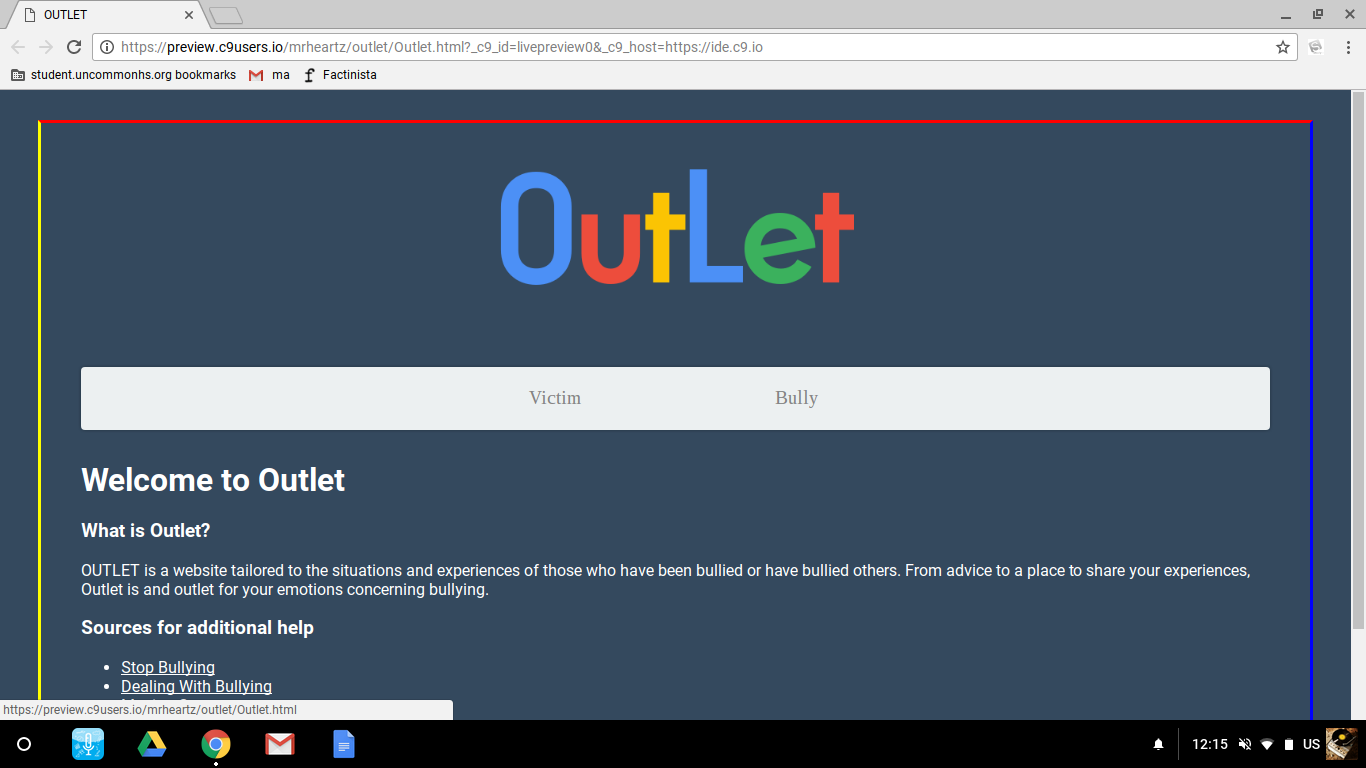 OUTLET
https://preview.c9users.io/mrheartz/outlet/Outlet.html?_c9_id=livepreview0&_c9_host=https://ide.c9.io
student.uncommonhs.org bookmarks ma Factinista
OutLet
Victim Bully
Welcome to Outlet
What is Outlet?
OUTLET is a website tailored to the situations and experiences of those who have been bullied or have bullied others. From advice to a place to share your experiences,
Outlet is and outlet for your emotions concerning bullying.
Sources for additional help
Stop Bullying
Dealing With Bullying
https://preview.c9users.io/mrheartz/outlet/Outlet.html
12:15 US